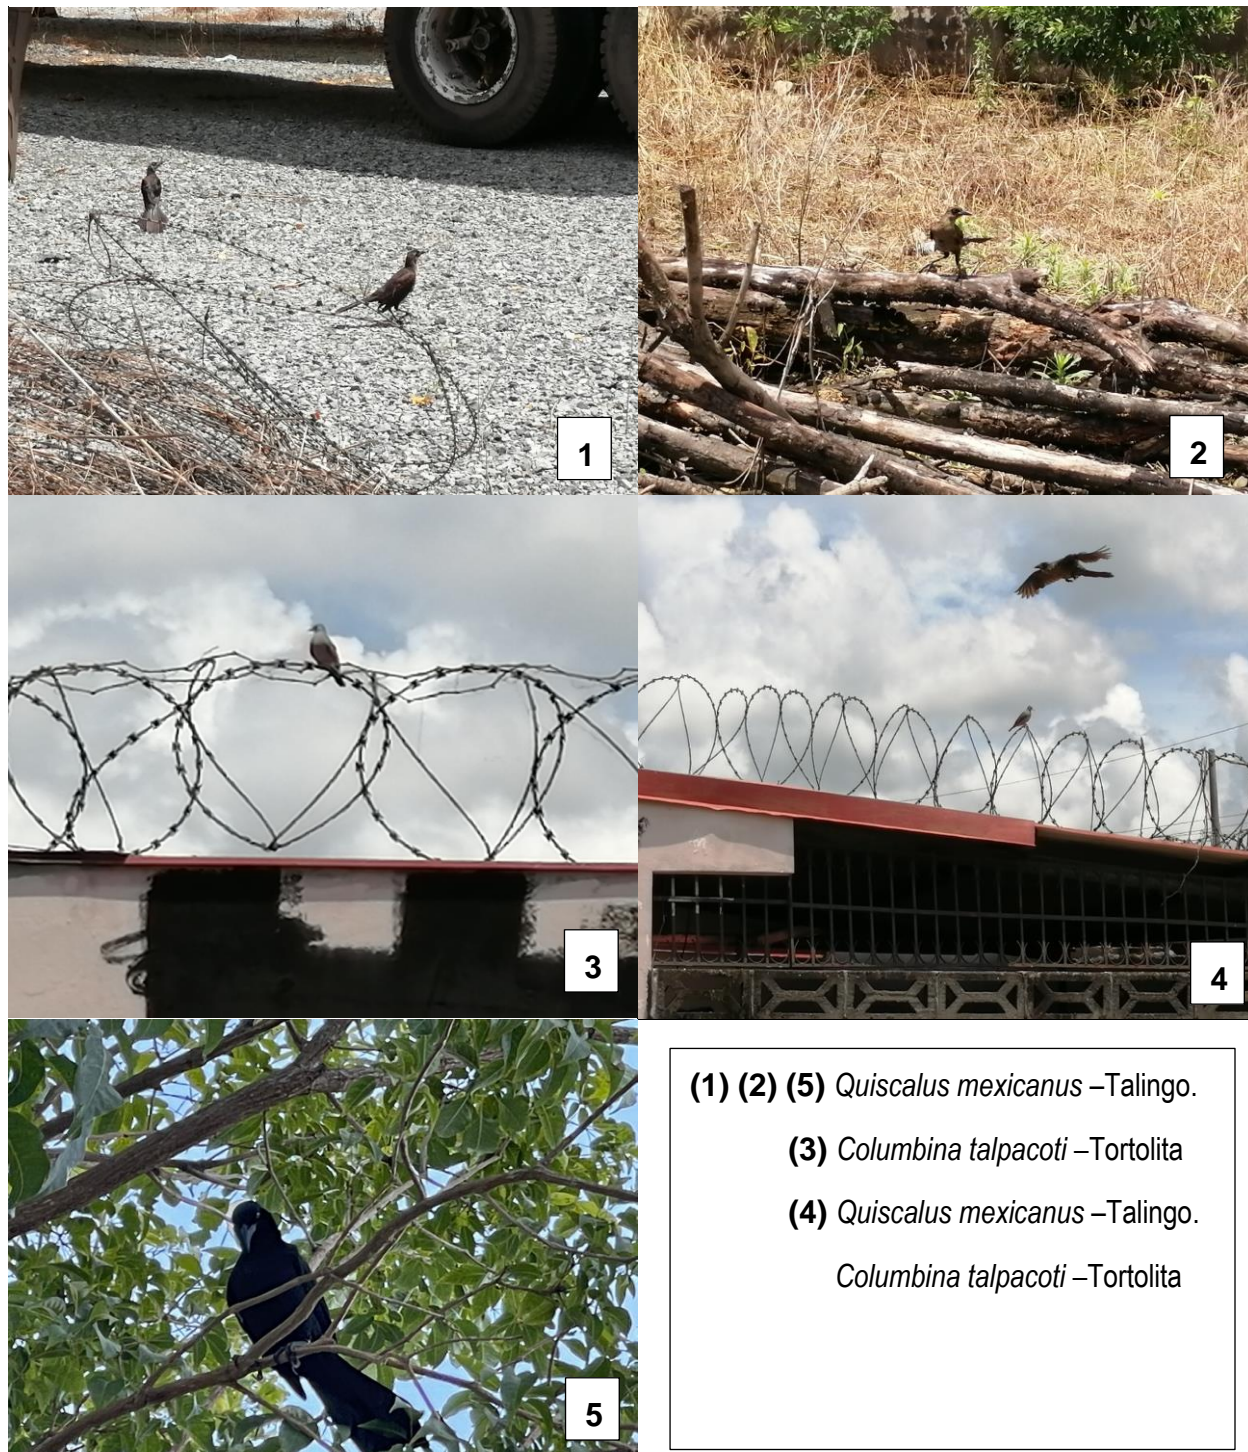 1
2
3
4
5
(1) (2) (5) Quiscalus mexicanus –Talingo.
(3) Columbina talpacoti –Tortolita
(4) Quiscalus mexicanus –Talingo.
Columbina talpacoti –Tortolita